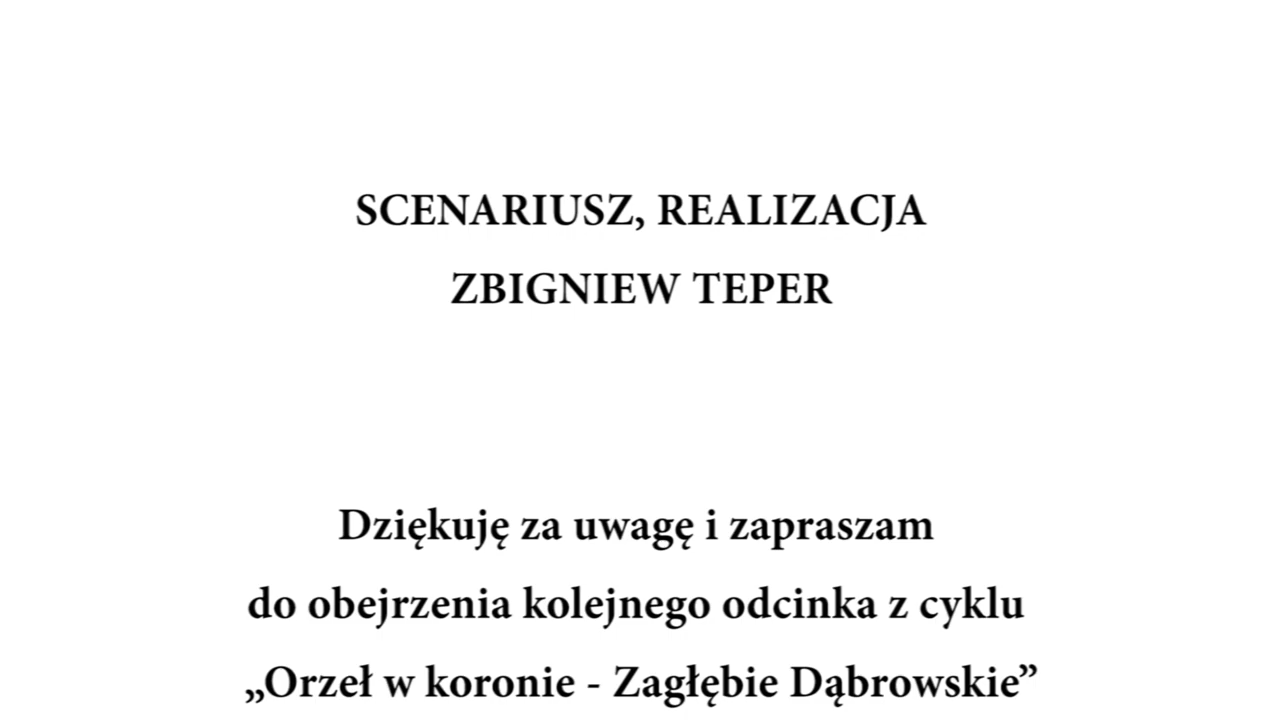 SCENARIUSZ, REALIZACJA
ZBIGNIEW TEPER
Dziękuję za uwagę i zapraszam
do obejrzenia kolejnego odcinka z cyklu
„Orzeł w koronie - Zagłębie Dąbrowskie”